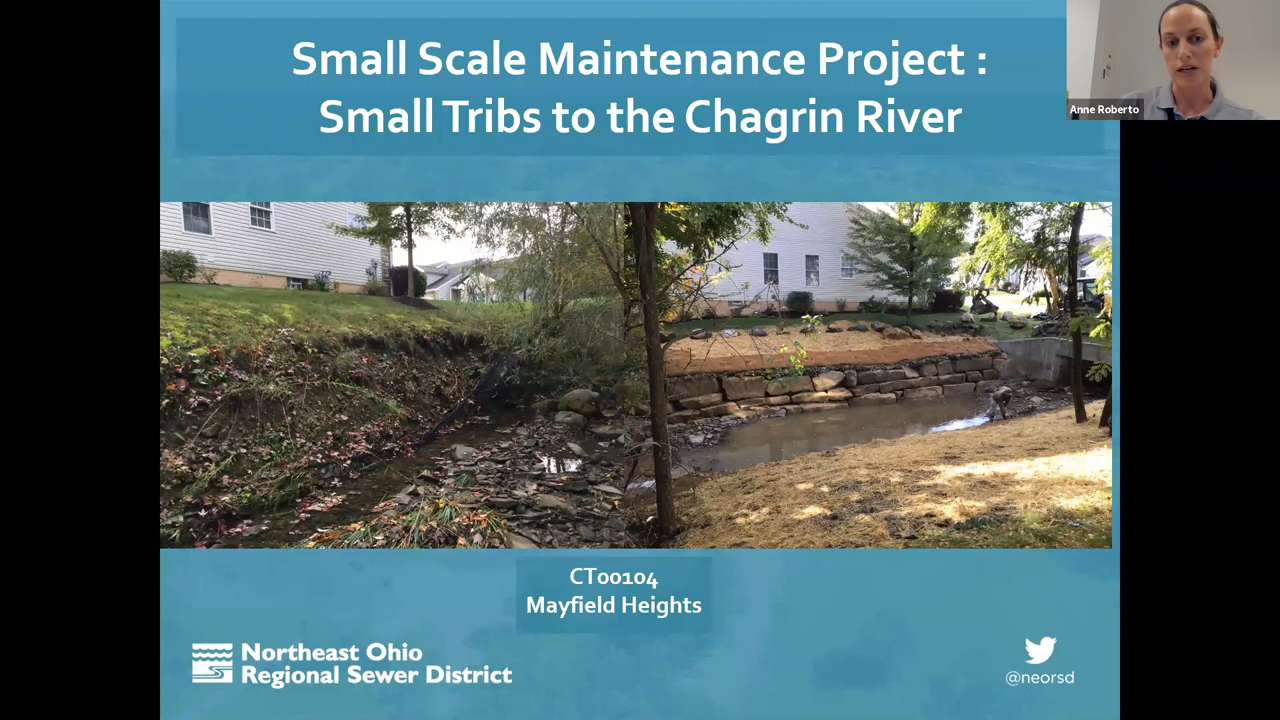 Small Scale Maintenance Project :
Small Tribs to the Chagrin River
Anne Roberto
CT00104
Mayfield Heights
Northeast Ohio
Regional Sewer District
@neorsd